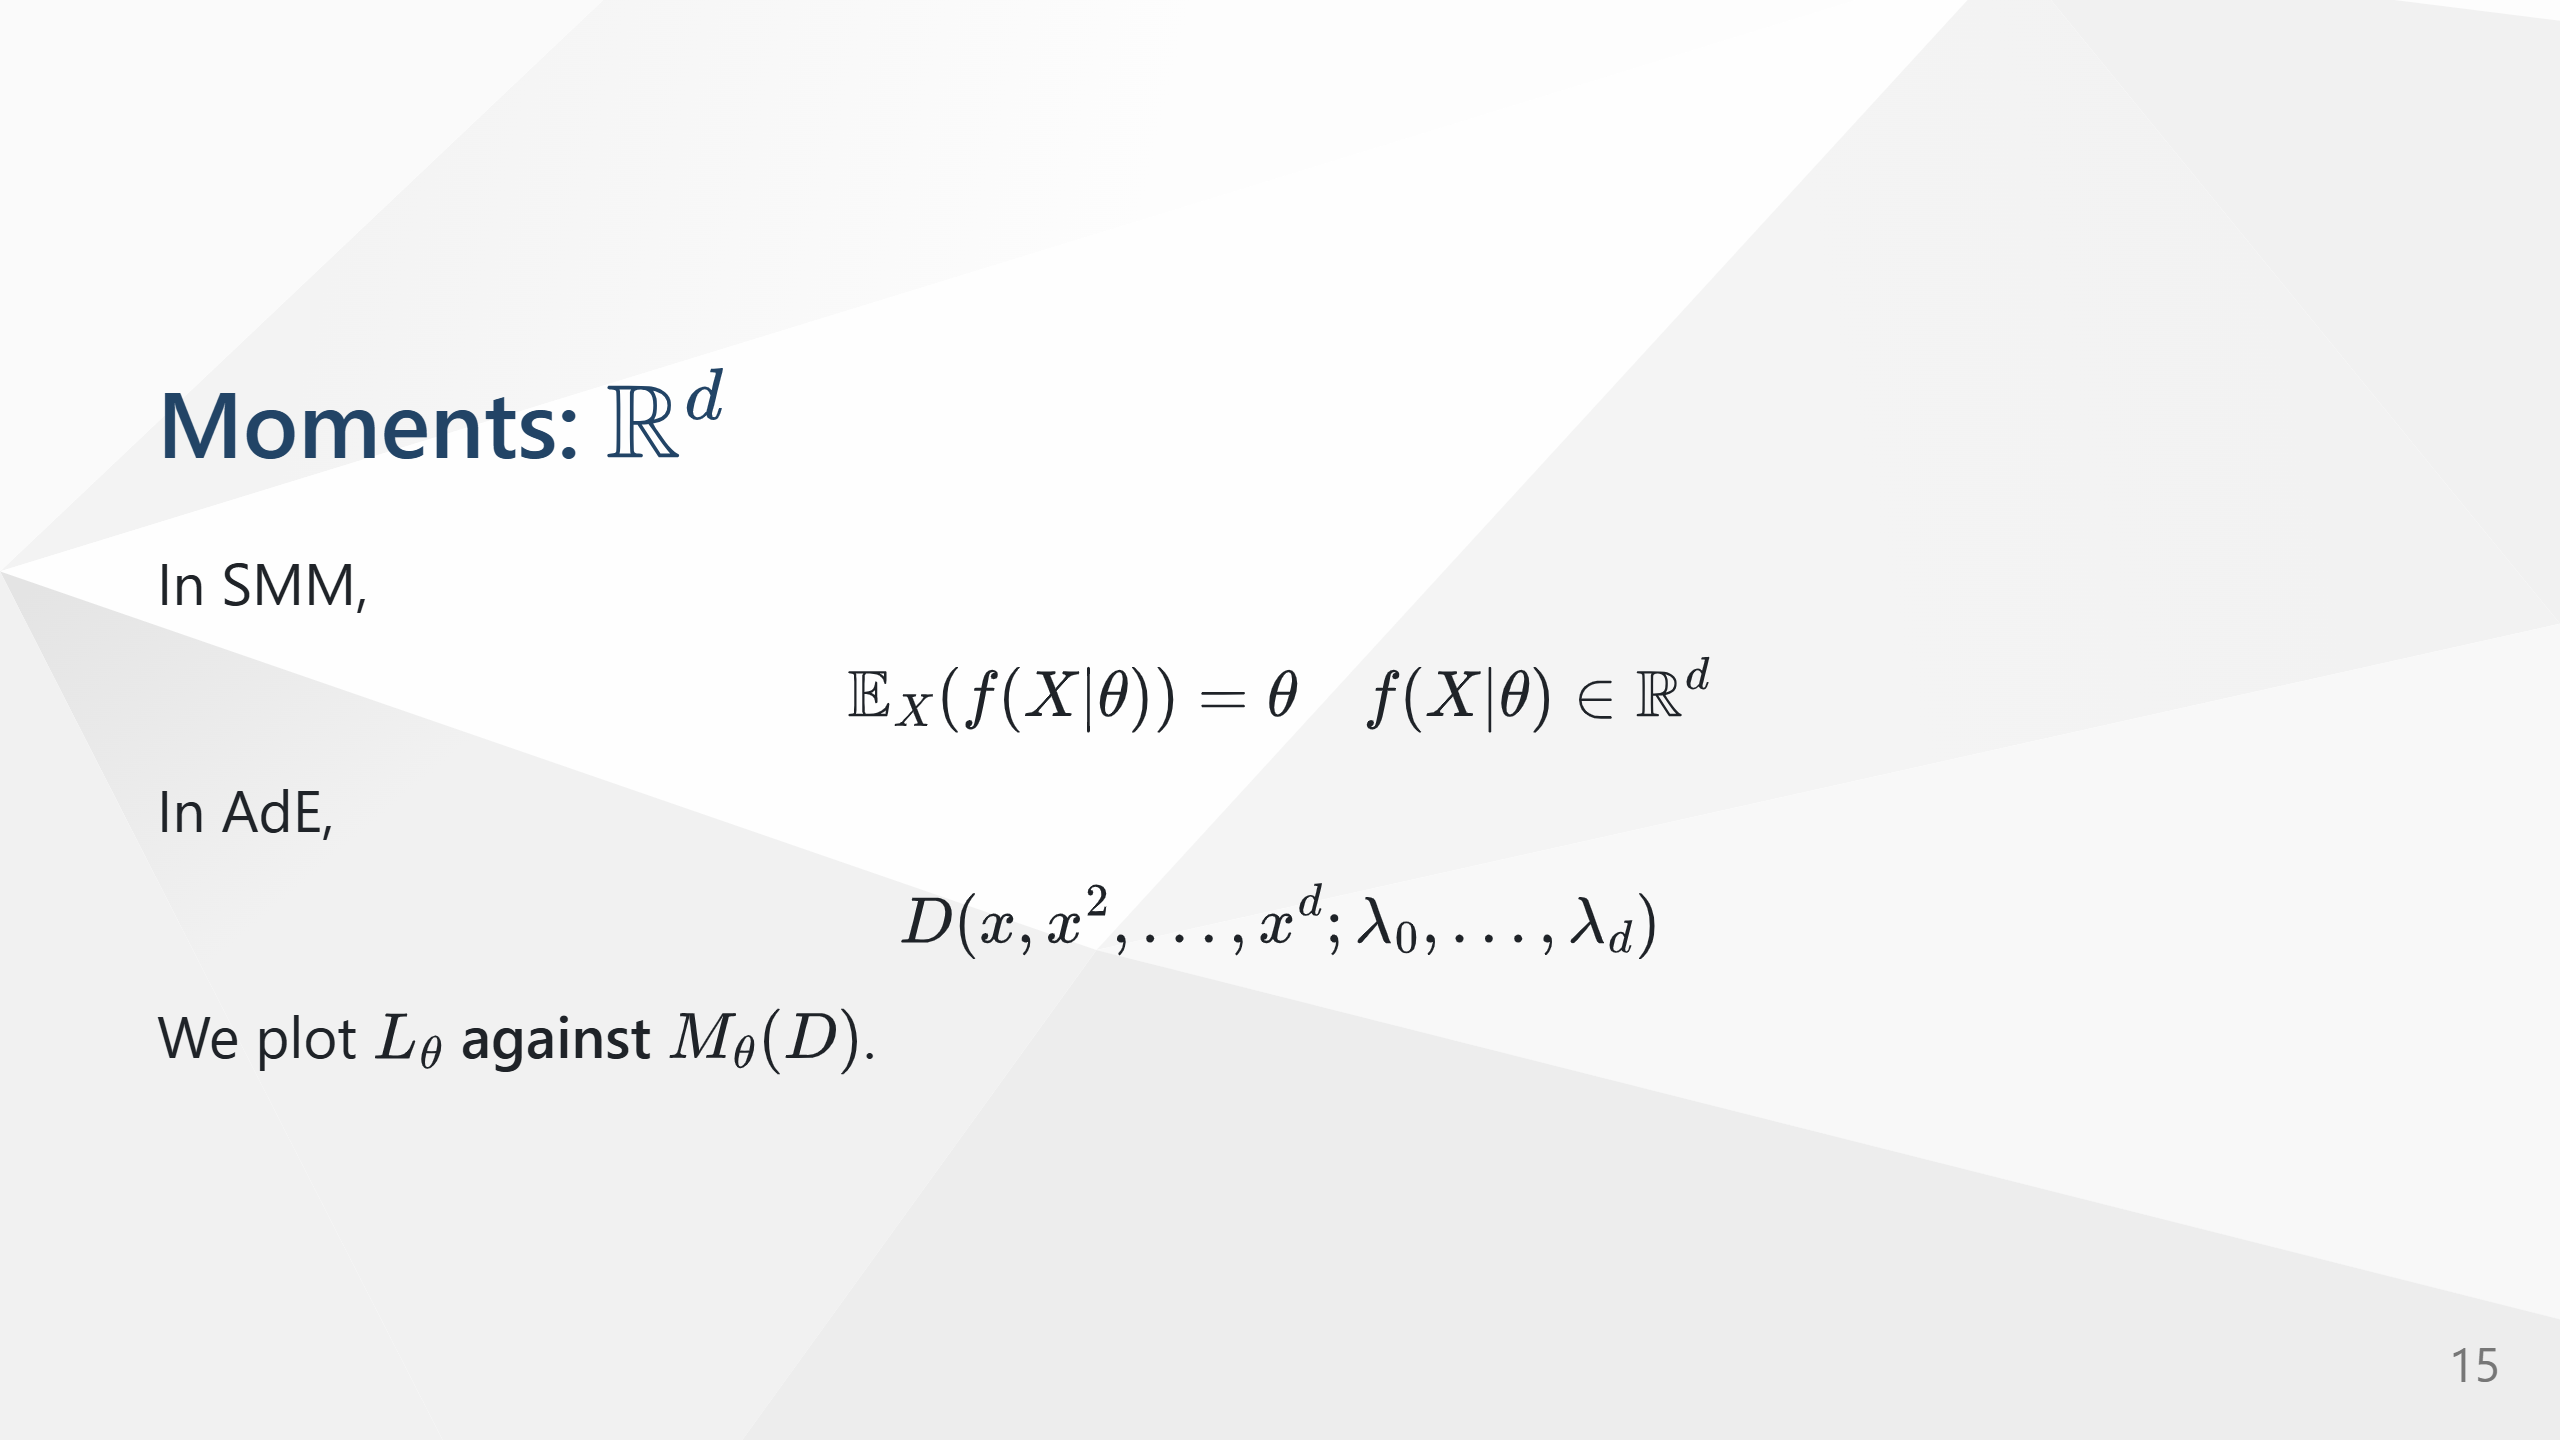 Moments: ℝ^d
In SMM,
𝔼_X(f(X|θ)) = θ  f(X|θ) ∈ ℝ^d
In AdE,
D(x, x^2, . . . , x^d; λ_0, . . . , λ_d)
We plot L_θ against M_θ(D).
15